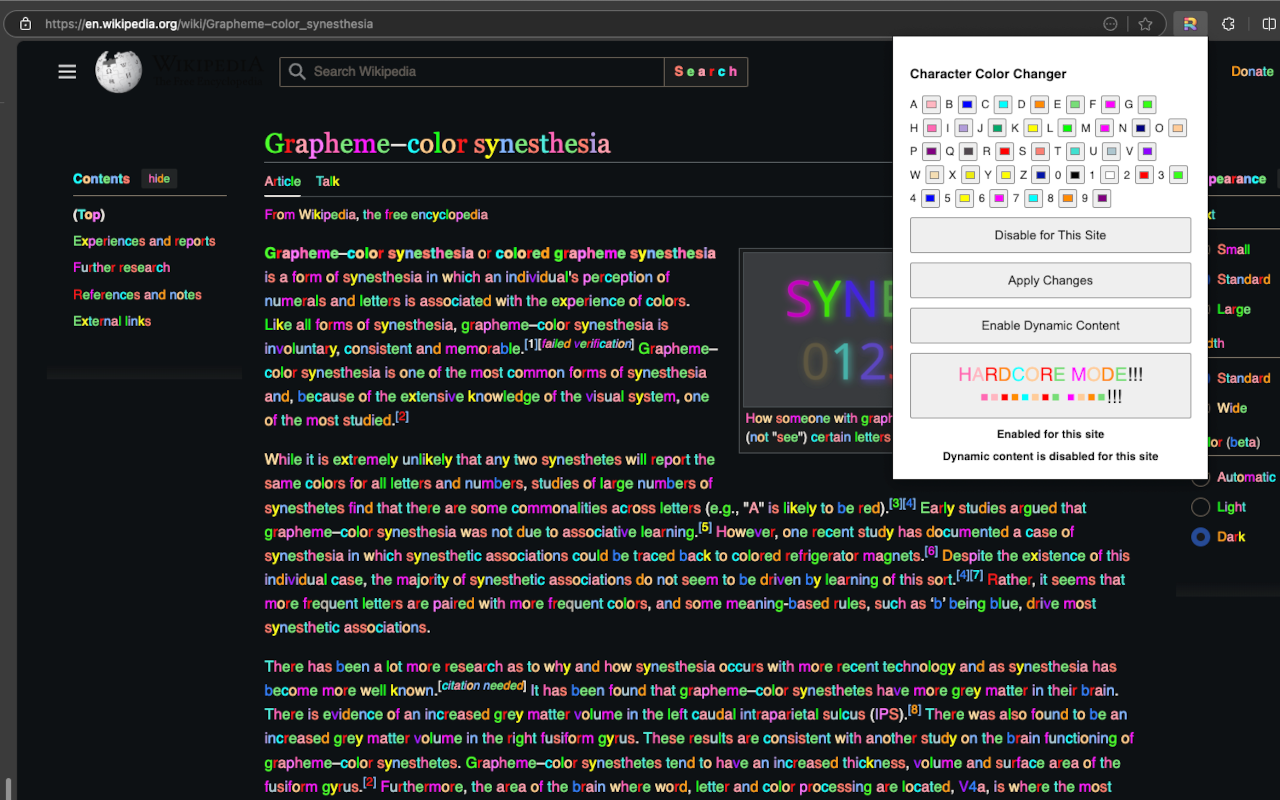 https://en.wikipedia.org/wiki/Grapheme–color_synesthesia
WIKIPEDIA
Search Wikipedia
Search
Donate
Contents hide
(Top)
Experiences and reports
Further research
References and notes
External links
Grapheme–color synesthesia
Article Talk
From Wikipedia, the free encyclopedia
Grapheme–color synesthesia or colored grapheme synesthesia
is a form of synesthesia in which an individual's perception of
numerals and letters is associated with the experience of colors.
Like all forms of synesthesia, grapheme–color synesthesia is
involuntary, consistent and memorable.[1][failed verification] Grapheme–
color synesthesia is one of the most common forms of synesthesia
and, because of the extensive knowledge of the visual system, one
of the most studied.[2]
SYNE
0122
How someone with graph
(not "see") certain letters
While it is extremely unlikely that any two synesthetes will report the
same colors for all letters and numbers, studies of large numbers of
synesthetes find that there are some commonalities across letters (e.g., "A" is likely to be red).[3][4] Early studies argued that
grapheme–color synesthesia was not due to associative learning.[5] However, one recent study has documented a case of
synesthesia in which synesthetic associations could be traced back to colored refrigerator magnets.[6] Despite the existence of this
individual case, the majority of synesthetic associations do not seem to be driven by learning of this sort.[4][7] Rather, it seems that
more frequent letters are paired with more frequent colors, and some meaning-based rules, such as ‘b’ being blue, drive most
synesthetic associations.
There has been a lot more research as to why and how synesthesia occurs with more recent technology and as synesthesia has
become more well known.[citation needed] It has been found that grapheme–color synesthetes have more grey matter in their brain.
There is evidence of an increased grey matter volume in the left caudal intraparietal sulcus (IPS).[8] There was also found to be an
increased grey matter volume in the right fusiform gyrus. These results are consistent with another study on the brain functioning of
grapheme–color synesthetes. Grapheme–color synesthetes tend to have an increased thickness, volume and surface area of the
fusiform gyrus.[2] Furthermore, the area of the brain where word, letter and color processing are located, V4a, is where the most
Character Color Changer
A B C D E F G
H I J K L M N O
P Q R S T U V
W X Y Z 0 1 2 3
4 5 6 7 8 9
Disable for This Site
Apply Changes
Enable Dynamic Content
HARDCORE MODE!!!
!!!
Enabled for this site
Dynamic content is disabled for this site
pearance
xt
Small
Standard
Large
dth
Standard
Wide
lor (beta)
Automatic
Light
Dark